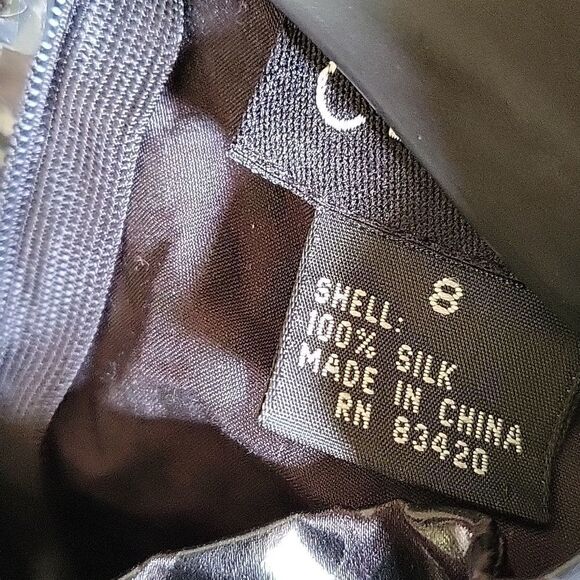 8
SHELL:
100% SILK
MADE IN CHINA
RN 83420